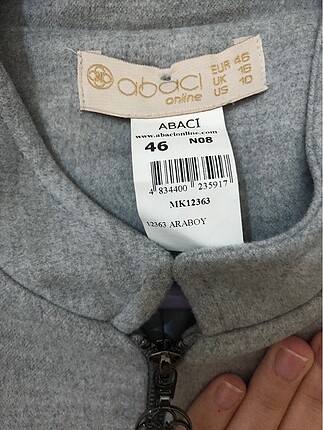 abaci
online
EUR 46
UK 16
US 10
ABACI
www.abacionline.com
46 N08
4 834400 235917
MK12363
12363 ARABOY